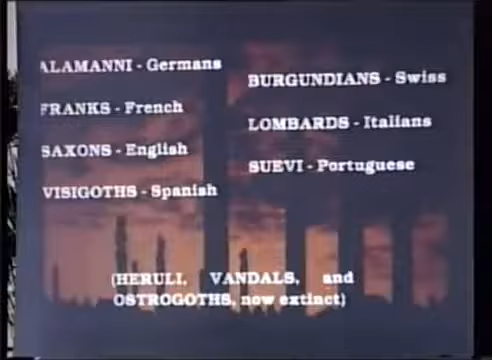 ALAMANNI - Germans
FRANKS - French
SAXONS - English
VISIGOTHS - Spanish
BURGUNDIANS - Swiss
LOMBARDS - Italians
SUEVI - Portuguese
(HERULI, VANDALS, and
OSTROGOTHS, now extinct)